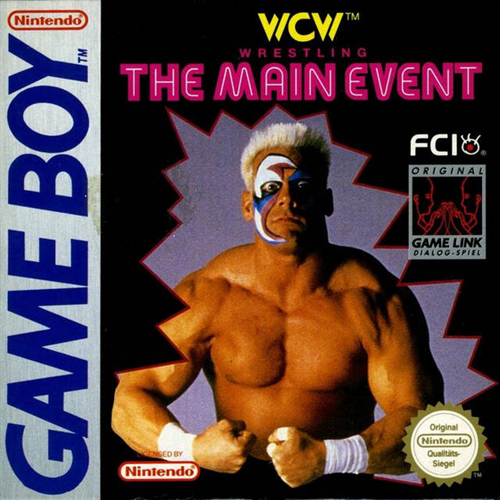 Nintendo®
GAME BOY™
WCW™
WRESTLING
THE MAIN EVENT
FCI®
ORIGINAL
GAME LINK
DIALOG-SPIEL
LICENSED BY
Nintendo®
Original
Nintendo
Qualitäts-
Siegel